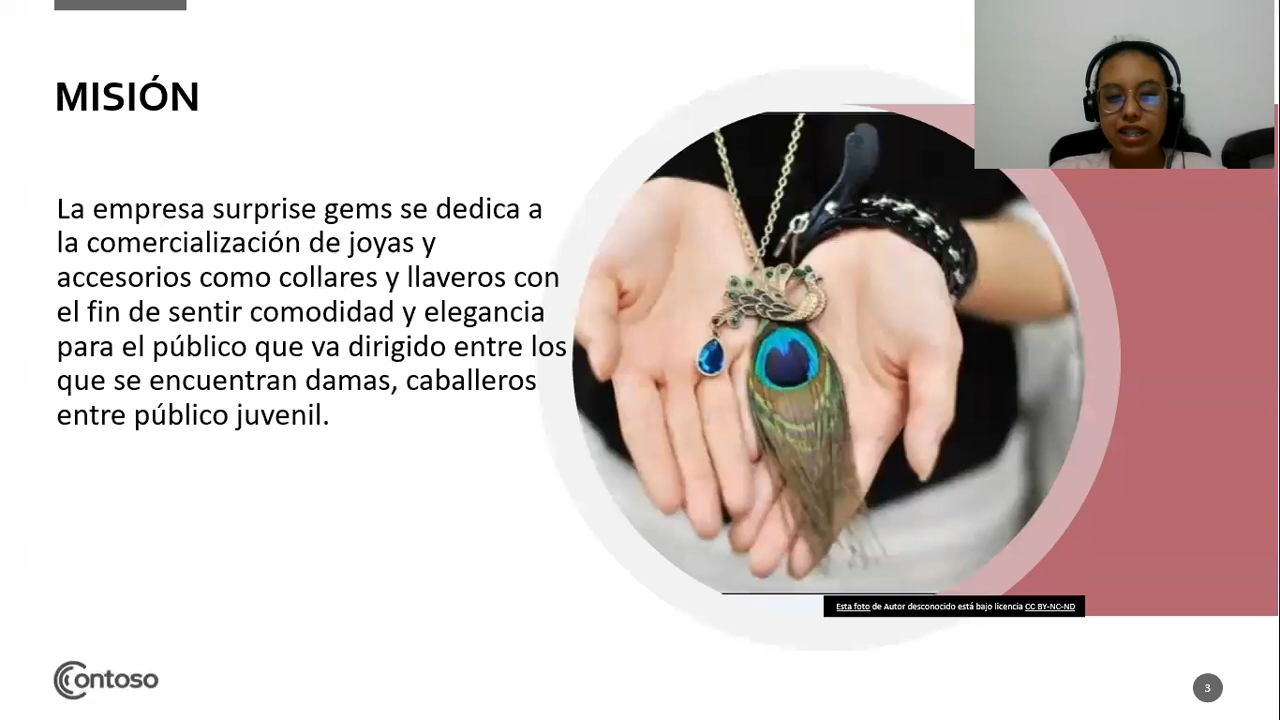 MISIÓN
La empresa surprise gems se dedica a
la comercialización de joyas y
accesorios como collares y llaveros con
el fin de sentir comodidad y elegancia
para el público que va dirigido entre los
que se encuentran damas, caballeros
entre público juvenil.
Esta foto de Autor desconocido está bajo licencia CC BY-NC-ND
Contoso
3